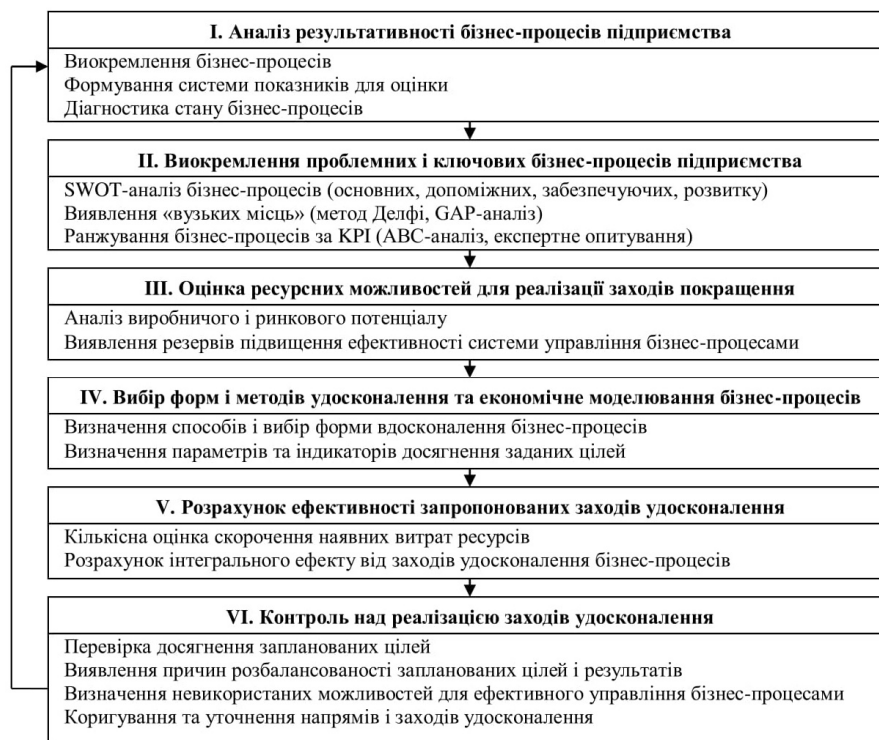 І. Аналіз результативності бізнес-процесів підприємства
Виокремлення бізнес-процесів
Формування системи показників для оцінки
Діагностика стану бізнес-процесів
ІІ. Виокремлення проблемних і ключових бізнес-процесів підприємства
SWOT-аналіз бізнес-процесів (основних, допоміжних, забезпечуючих, розвитку)
Виявлення «вузьких місць» (метод Делфі, GAP-аналіз)
Ранжування бізнес-процесів за KPI (ABC-аналіз, експертне опитування)
ІІІ. Оцінка ресурсних можливостей для реалізації заходів покращення
Аналіз виробничого і ринкового потенціалу
Виявлення резервів підвищення ефективності системи управління бізнес-процесами
IV. Вибір форм і методів удосконалення та економічне моделювання бізнес-процесів
Визначення способів і вибір форми вдосконалення бізнес-процесів
Визначення параметрів та індикаторів досягнення заданих цілей
V. Розрахунок ефективності запропонованих заходів удосконалення
Кількісна оцінка скорочення наявних витрат ресурсів
Розрахунок інтегрального ефекту від заходів удосконалення бізнес-процесів
VI. Контроль над реалізацією заходів удосконалення
Перевірка досягнення запланованих цілей
Виявлення причин розбалансованості запланованих цілей і результатів
Визначення невикористаних можливостей для ефективного управління бізнес-процесами
Коригування та уточнення напрямів і заходів удосконалення